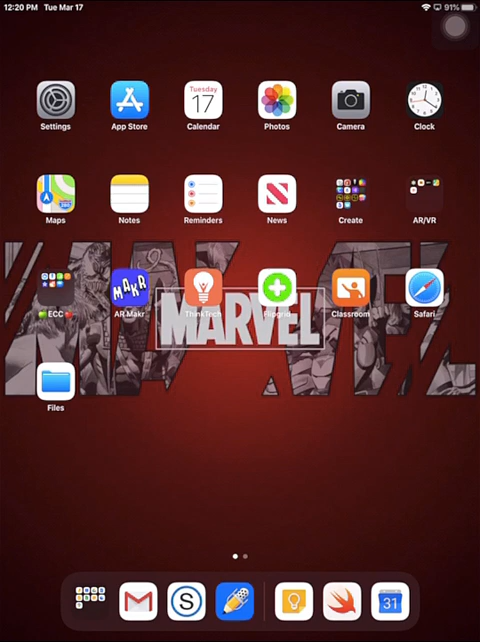 12:20 PM Tue Mar 17 91%
Settings App Store Tuesday 17 Calendar Photos Camera Clock
Maps Notes Reminders News Create AR/VR
🍏ECC🍎 MAKR AR Makr ThinkTech Flipgrid Classroom Safari
MARVEL
Files
S 31